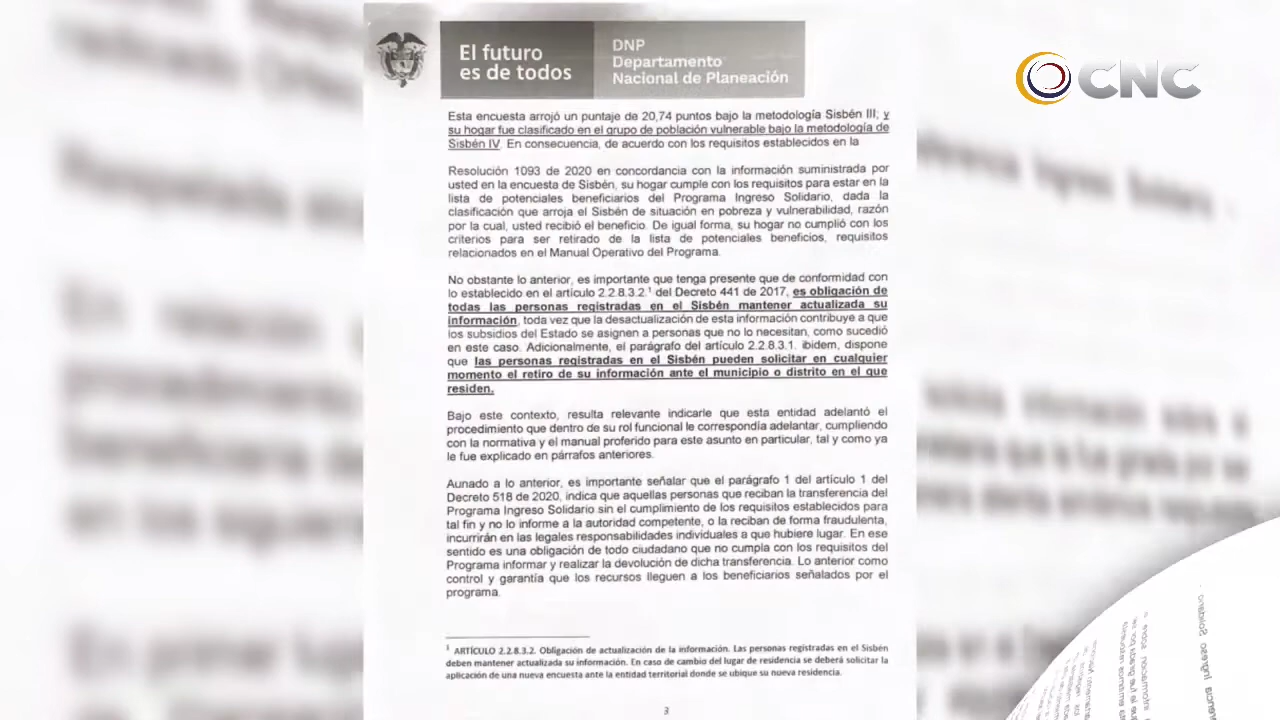 El futuro
es de todos
DNP
Departamento
Nacional de Planeación
CNC
Esta encuesta arrojó un puntaje de 20,74 puntos bajo la metodología Sisbén III; y
su hogar fue clasificado en el grupo de población vulnerable bajo la metodología de
Sisbén IV. En consecuencia, de acuerdo con los requisitos establecidos en la
Resolución 1093 de 2020 en concordancia con la información suministrada por
usted en la encuesta de Sisbén, su hogar cumple con los requisitos para estar en la
lista de potenciales beneficiarios del Programa Ingreso Solidario, dada la
clasificación que arroja el Sisbén de situación en pobreza y vulnerabilidad, razón
por la cual, usted recibió el beneficio. De igual forma, su hogar no cumplió con los
criterios para ser retirado de la lista de potenciales beneficios, requisitos
relacionados en el Manual Operativo del Programa.
No obstante lo anterior, es importante que tenga presente que de conformidad con
lo establecido en el artículo 2.2.8.3.2.¹ del Decreto 441 de 2017, es obligación de
todas las personas registradas en el Sisbén mantener actualizada su
información, toda vez que la desactualización de esta información contribuye a que
los subsidios del Estado se asignen a personas que no lo necesitan, como sucedió
en este caso. Adicionalmente, el parágrafo del artículo 2.2.8.3.1. ibidem, dispone
que las personas registradas en el Sisbén pueden solicitar en cualquier
momento el retiro de su información ante el municipio o distrito en el que
residen.
Bajo este contexto, resulta relevante indicarle que esta entidad adelantó el
procedimiento que dentro de su rol funcional le correspondía adelantar, cumpliendo
con la normativa y el manual proferido para este asunto en particular, tal y como ya
le fue explicado en párrafos anteriores.
Aunado a lo anterior, es importante señalar que el parágrafo 1 del artículo 1 del
Decreto 518 de 2020, indica que aquellas personas que reciban la transferencia del
Programa Ingreso Solidario sin el cumplimiento de los requisitos establecidos para
tal fin y no lo informe a la autoridad competente, o la reciban de forma fraudulenta,
incurrirán en las legales responsabilidades individuales a que hubiere lugar. En ese
sentido es una obligación de todo ciudadano que no cumpla con los requisitos del
Programa informar y realizar la devolución de dicha transferencia. Lo anterior como
control y garantía que los recursos lleguen a los beneficiarios señalados por el
programa.
¹ ARTÍCULO 2.2.8.3.2. Obligación de actualización de la información. Las personas registradas en el Sisbén
deben mantener actualizada su información. En caso de cambio del lugar de residencia se deberá solicitar la
aplicación de una nueva encuesta ante la entidad territorial donde se ubique su nueva residencia.
3